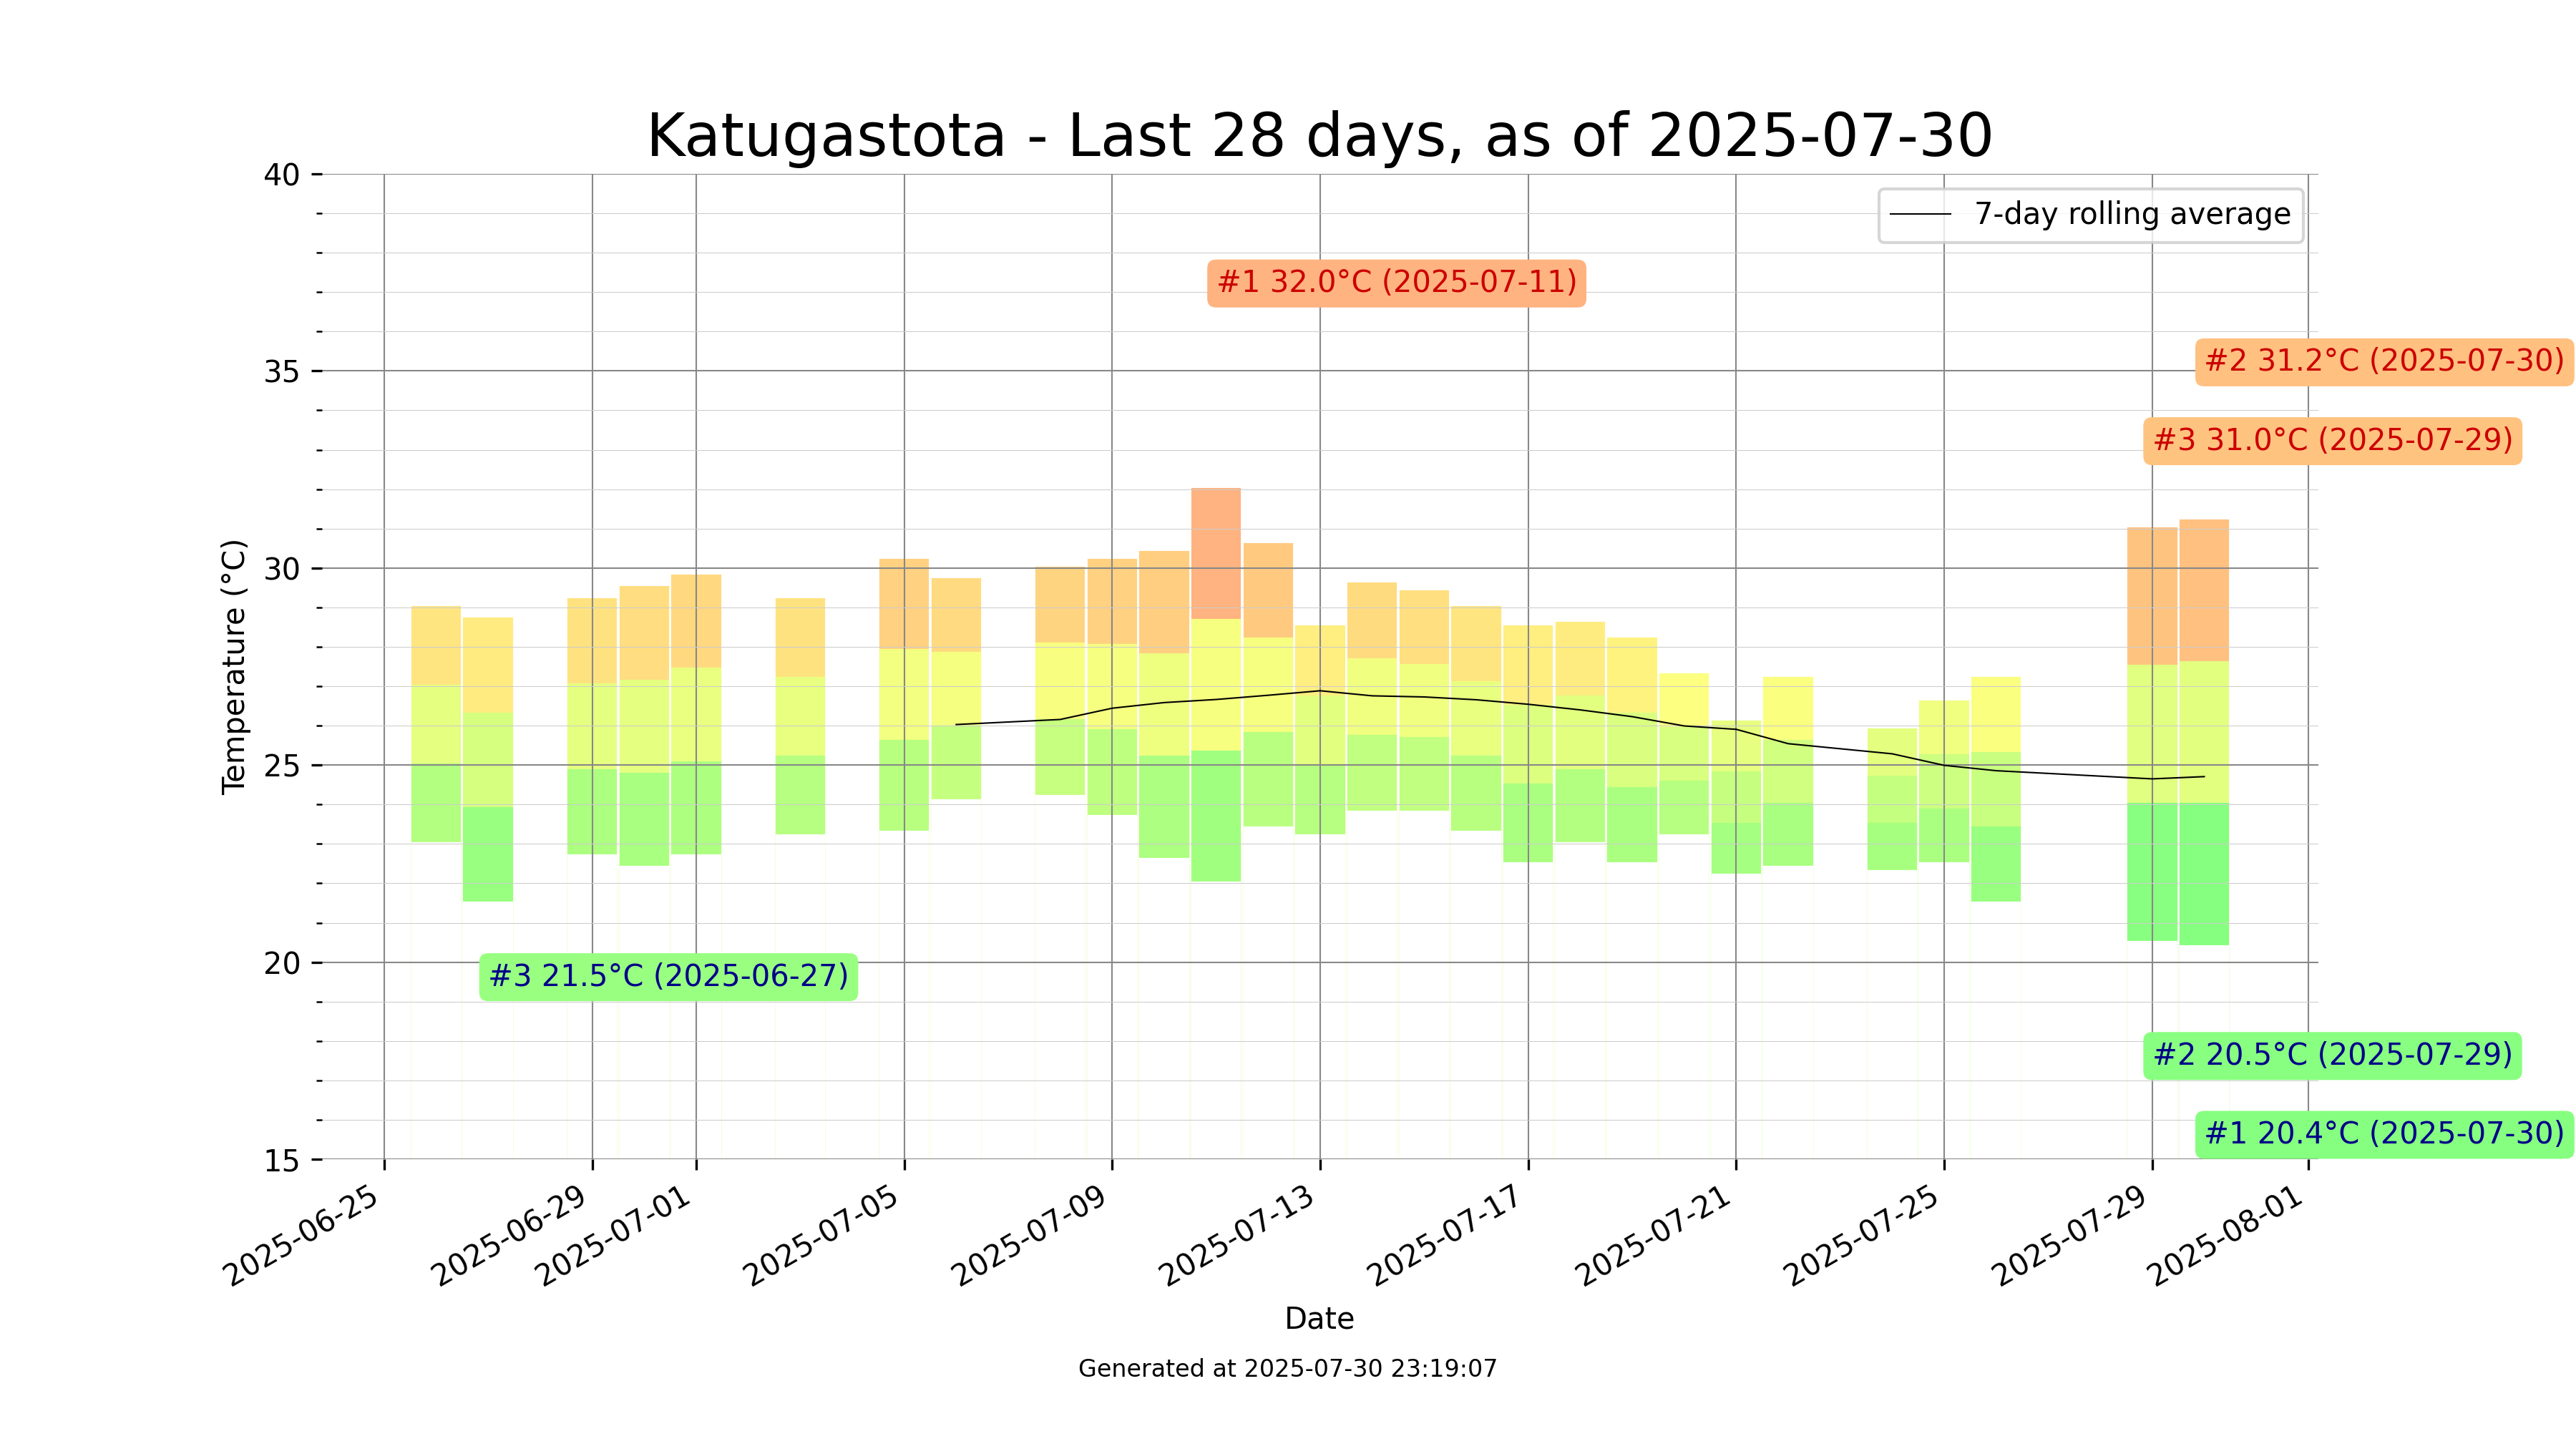 Katugastota - Last 28 days, as of 2025-07-30
40
7-day rolling average
#1 32.0°C (2025-07-11)
#2 31.2°C (2025-07-30)
35
#3 31.0°C (2025-07-29)
30
Temperature (°C)
25
20
#3 21.5°C (2025-06-27)
#2 20.5°C (2025-07-29)
#1 20.4°C (2025-07-30)
15
2025-06-25
2025-06-29
2025-07-01
2025-07-05
2025-07-09
2025-07-13
2025-07-17
2025-07-21
2025-07-25
2025-07-29
2025-08-01
Date
Generated at 2025-07-30 23:19:07